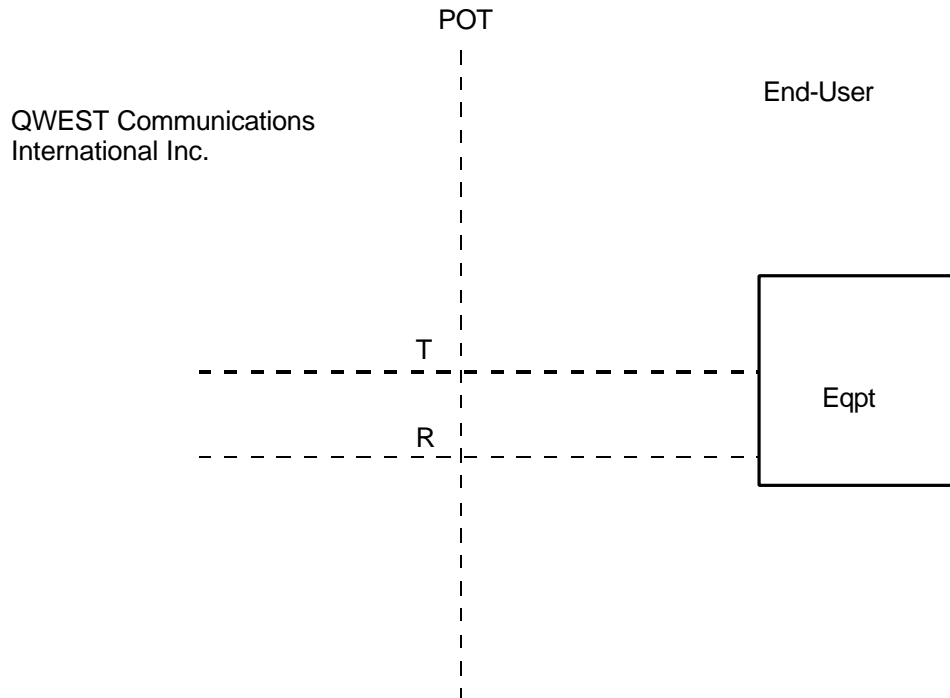 POT
End-User
QWEST Communications
International Inc.
T
R
Eqpt